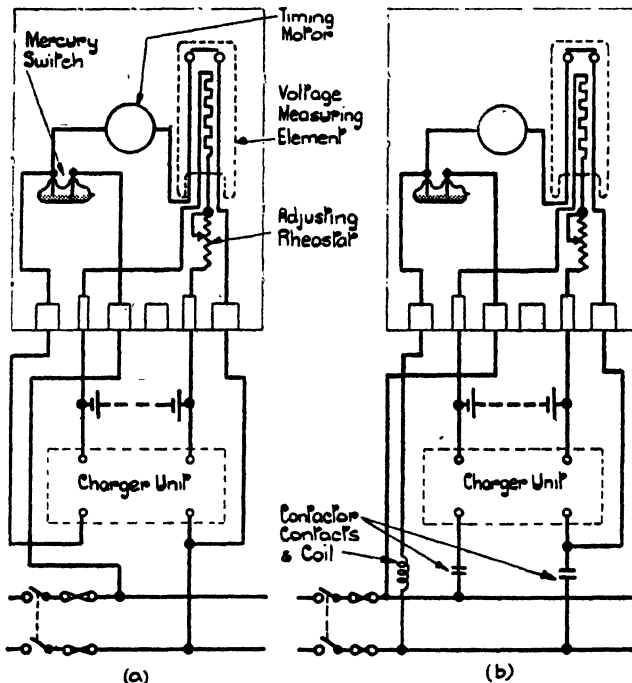 Timing
Motor
Mercury
Switch
Voltage
Measuring
Element
Adjusting
Rheostat
Charger Unit
Charger Unit
Contactor
Contacts
& Coil
(a)
(b)